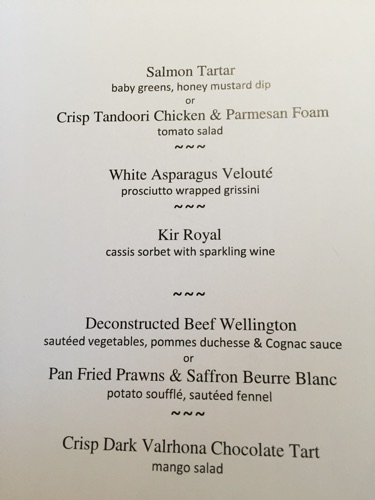 Salmon Tartar
baby greens, honey mustard dip
or
Crisp Tandoori Chicken & Parmesan Foam
tomato salad
~~~
White Asparagus Velouté
prosciutto wrapped grissini
~~~
Kir Royal
cassis sorbet with sparkling wine
~~~
Deconstructed Beef Wellington
sautéed vegetables, pommes duchesse & Cognac sauce
or
Pan Fried Prawns & Saffron Beurre Blanc
potato soufflé, sautéed fennel
~~~
Crisp Dark Valrhona Chocolate Tart
mango salad